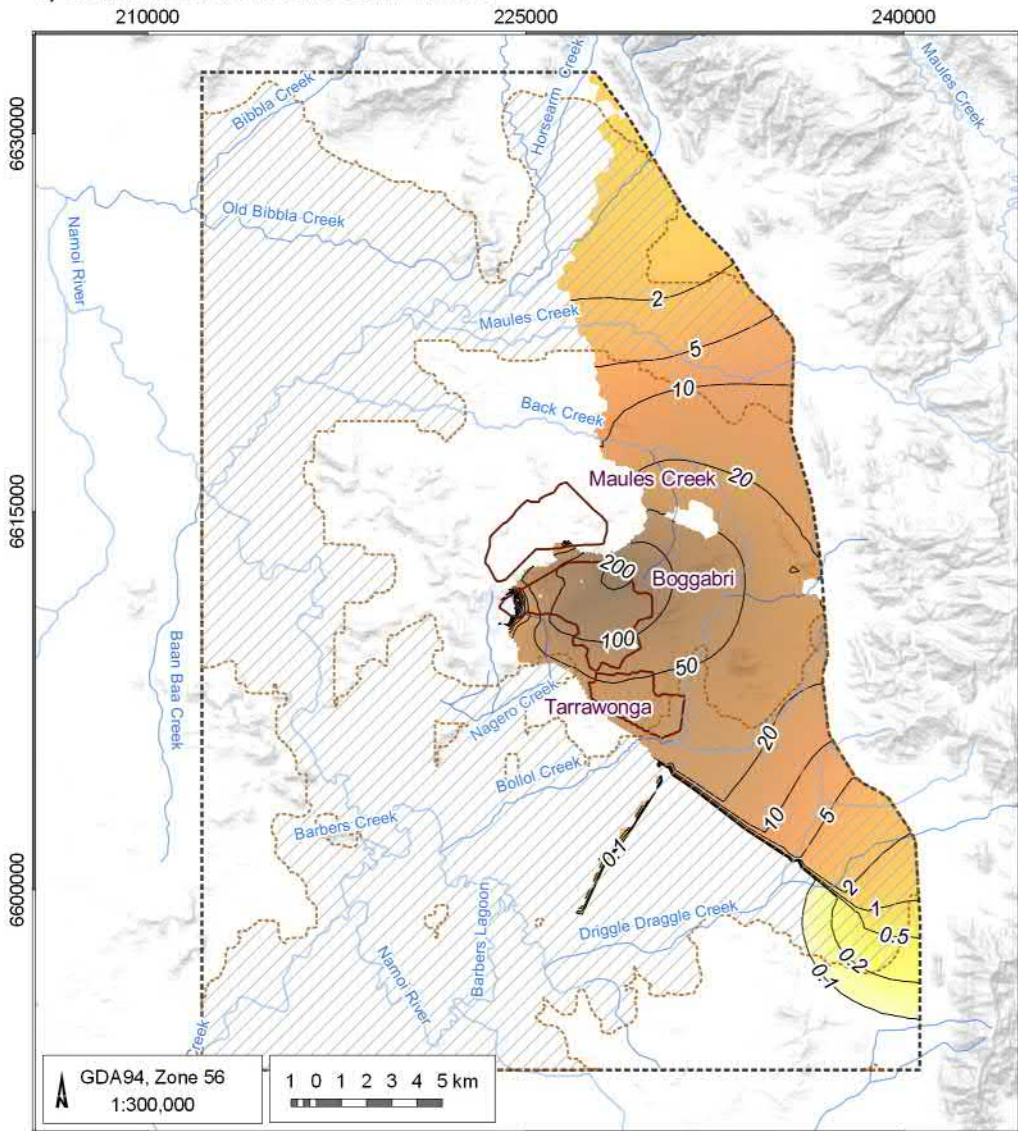 210000
225000
240000
6630000
6615000
6600000
Bibbla Creek
Horsearm Creek
Maules Creek
Old Bibbla Creek
Namoi River
Maules Creek
2
5
10
Back Creek
20
Maules Creek
200
Boggabri
100
50
Baan Baa Creek
Nagero Creek
Tarrawonga
20
Bollol Creek
10
5
Barbers Creek
0.1
2
1
0.5
0.2
0.1
Driggle Draggle Creek
Barbers Lagoon
Namoi River
Creek
GDA94, Zone 56
1:300,000
1 0 1 2 3 4 5 km